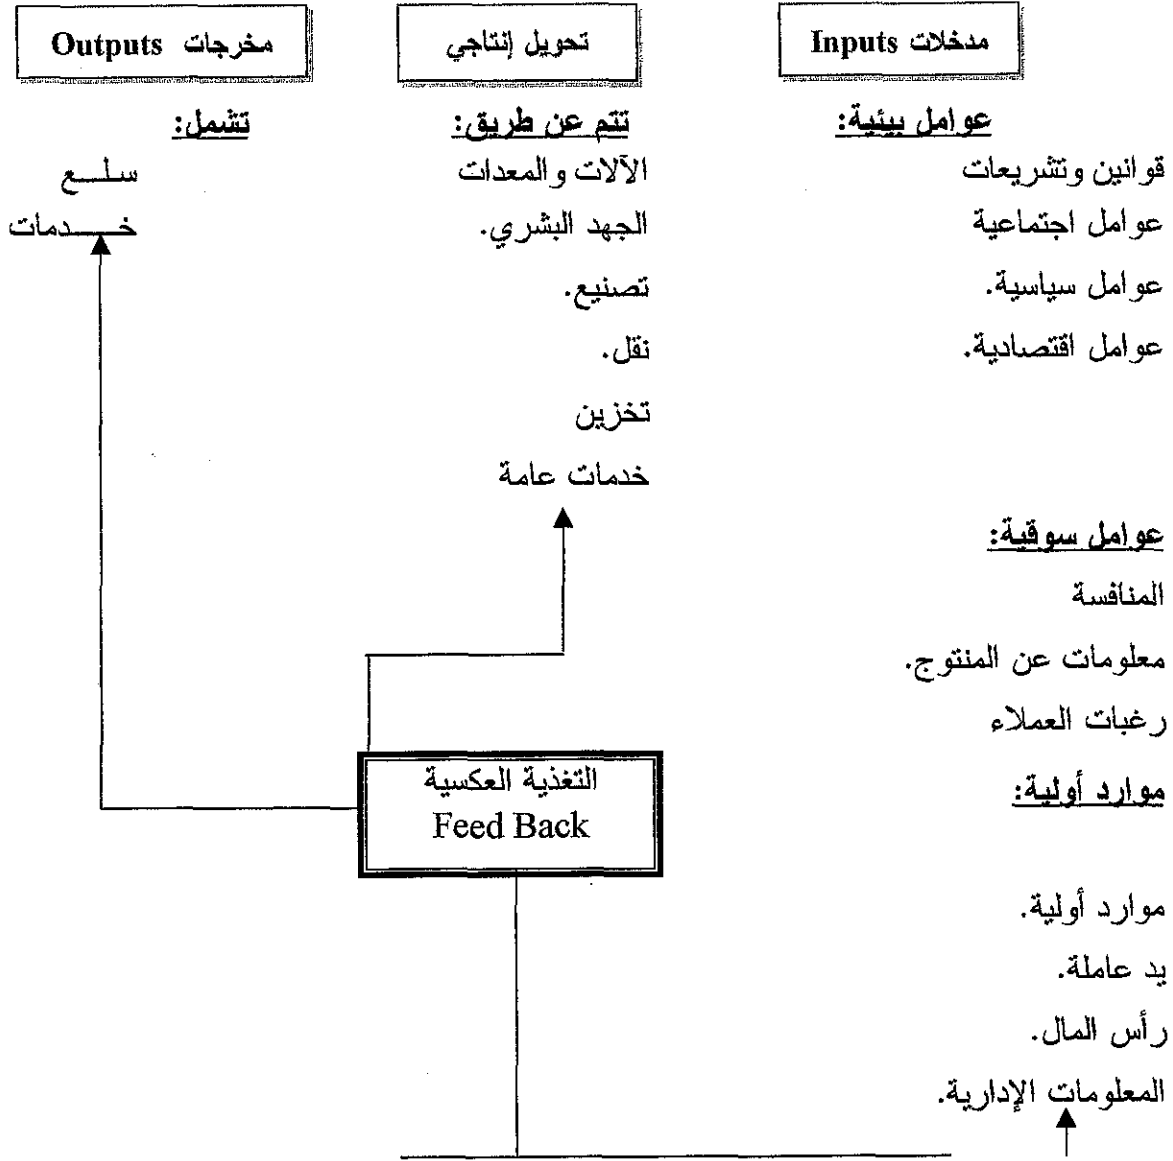 مدخلات Inputs
تحويل إنتاجي
مخرجات Outputs
عوامل بيئية:
قوانين وتشريعات
عوامل اجتماعية
عوامل سياسية.
عوامل اقتصادية.
عوامل سوقية:
المنافسة
معلومات عن المنتوج.
رغبات العملاء
موارد أولية:
موارد أولية.
يد عاملة.
رأس المال.
المعلومات الإدارية.
تتم عن طريق:
الآلات والمعدات
الجهد البشري.
تصنيع.
نقل.
تخزين
خدمات عامة
تشمل:
سلـــع
خـــدمات
التغذية العكسية
Feed Back